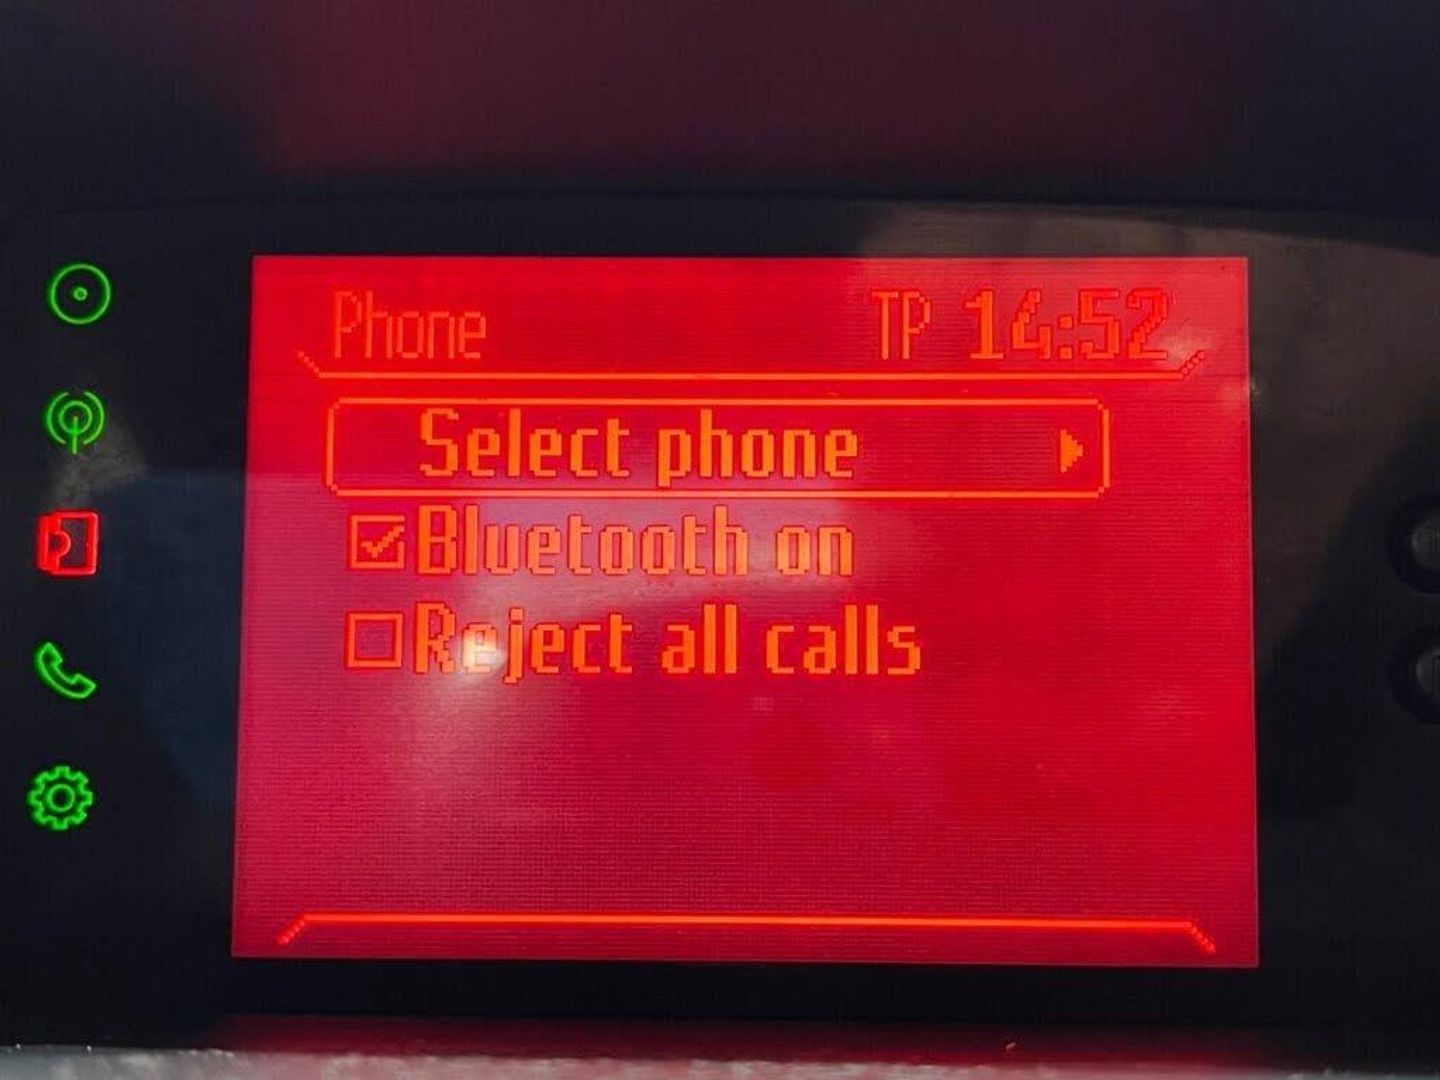 Phone TP 14:52
Select phone
Bluetooth on
Reject all calls